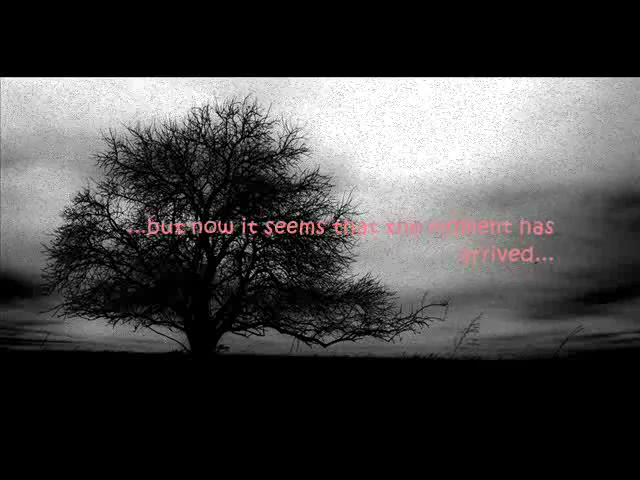 ...but now it seems that the moment has
arrived...